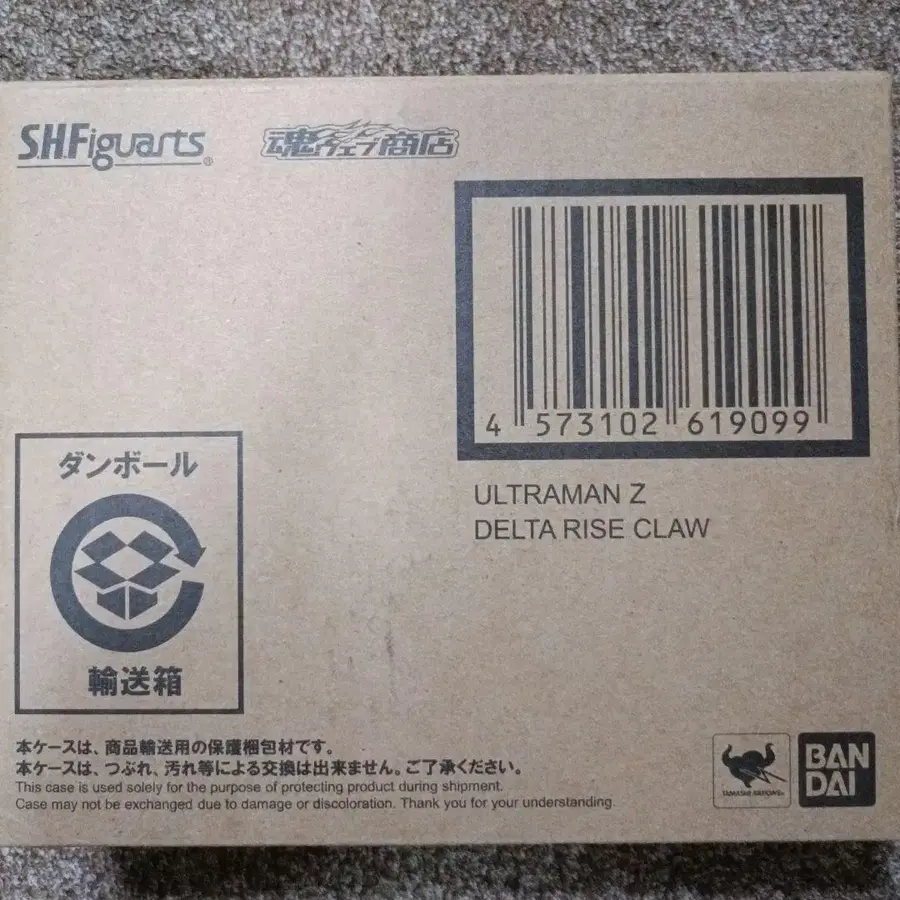 S.H.Figuarts®
魂ウェブ商店
4 573102 619099
ULTRAMAN Z
DELTA RISE CLAW
ダンボール
輸送箱
本ケースは、商品輸送用の保護梱包材です。
本ケースは、つぶれ、汚れ等による交換は出来ません。ご了承ください。
This case is used solely for the purpose of protecting product during shipment.
Case may not be exchanged due to damage or discoloration. Thank you for your understanding.
TAMASHII NATIONS
BAN
DAI